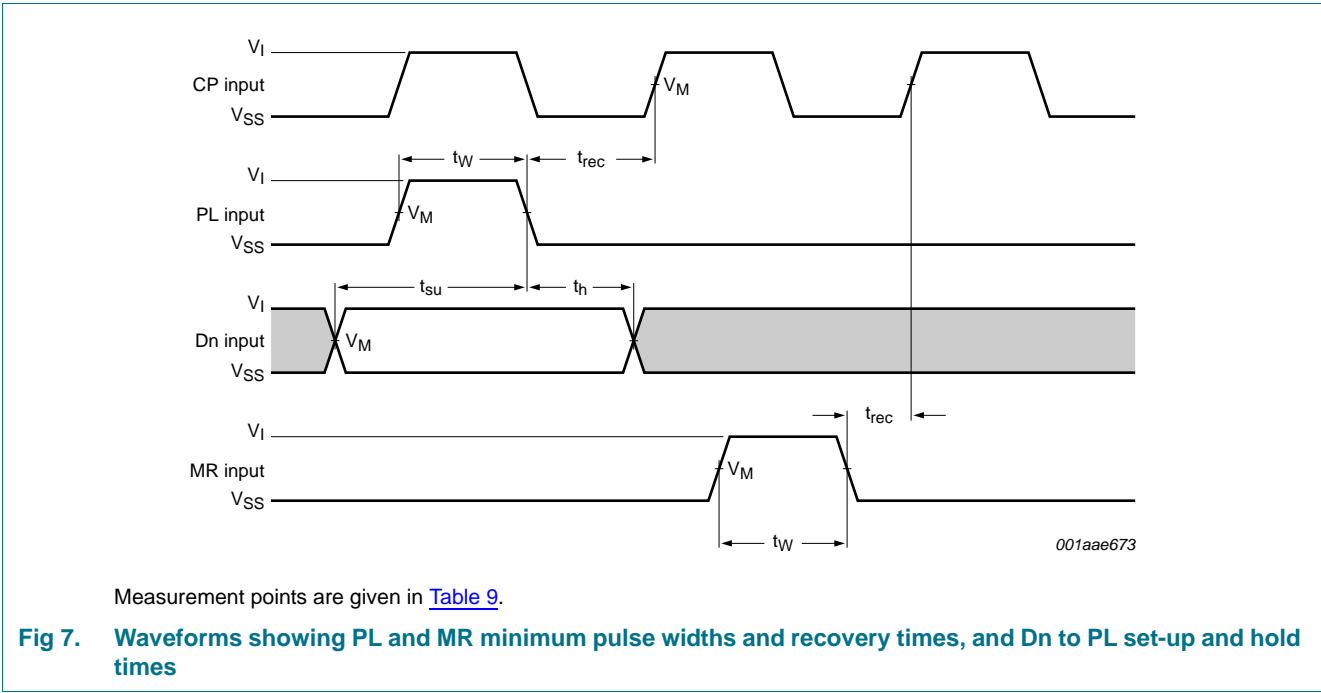 VI
CP input
VM
VSS
tW
trec
VI
PL input
VM
VSS
tsu
th
VI
Dn input
VM
VSS
trec
VI
MR input
VM
VSS
tW
001aae673
Measurement points are given in Table 9.
Fig 7. Waveforms showing PL and MR minimum pulse widths and recovery times, and Dn to PL set-up and hold
times